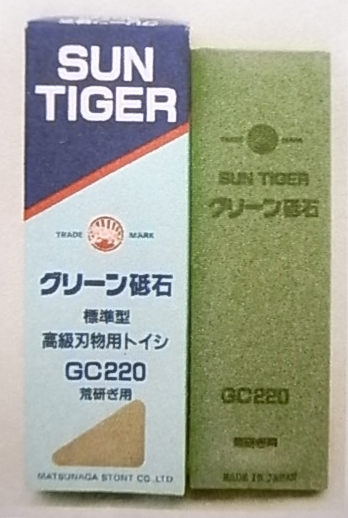 SUN
TIGER
TRADE MARK
グリーン砥石
標準型
高級刃物用トイシ
GC220
荒研ぎ用
MATSUNAGA STONT CO.,LTD
TRADE MARK
SUN TIGER
グリーン砥石
GC220
荒研ぎ用
MADE IN JAPAN